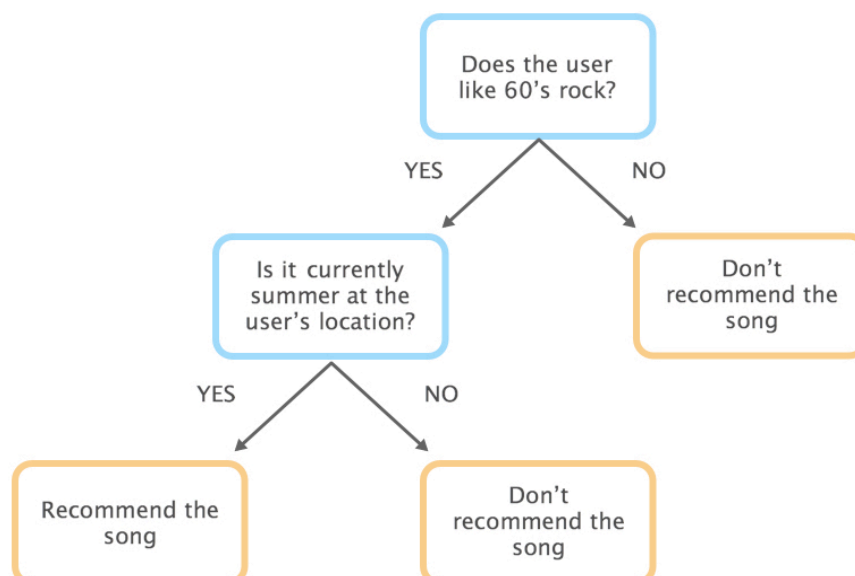 Does the user
like 60’s rock?
YES
NO
Is it currently
summer at the
user’s location?
Don’t
recommend the
song
YES
NO
Recommend the
song
Don’t
recommend the
song